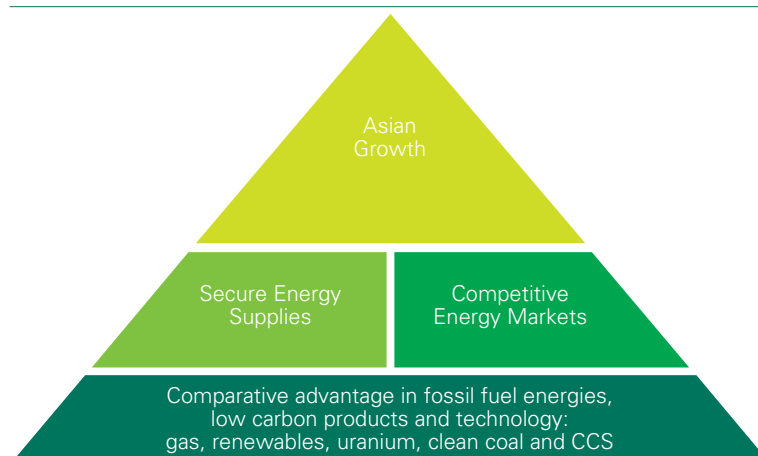 Asian
Growth
Secure Energy
Supplies
Competitive
Energy Markets
Comparative advantage in fossil fuel energies,
low carbon products and technology:
gas, renewables, uranium, clean coal and CCS